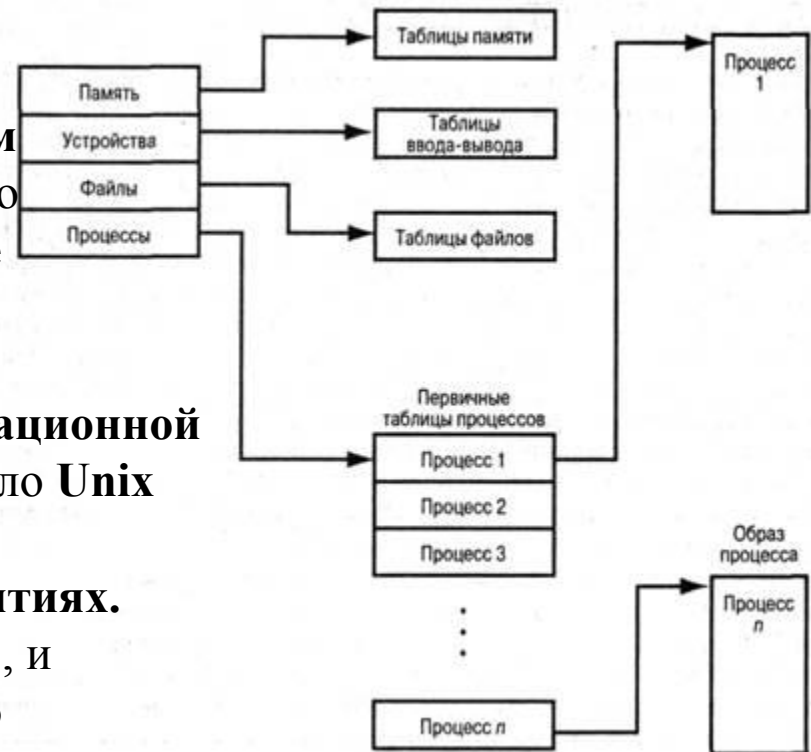 Таблицы памяти
Память
Устройства
Файлы
Процессы
Таблицы
ввода-вывода
Таблицы файлов
Процесс
1
Первичные
таблицы процессов
Процесс 1
Процесс 2
Процесс 3
Процесс n
Образ
процесса
Процесс
n
ационной
ло Unix
тиях.
, и